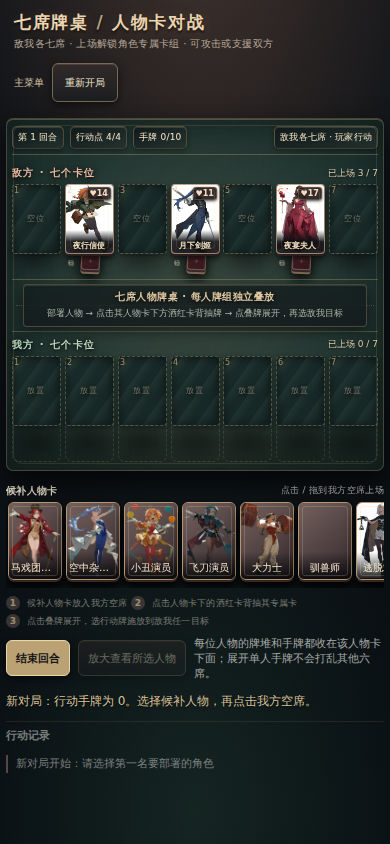 七席牌桌 / 人物卡对战
敌我各七席 · 上场解锁角色专属卡组 · 可攻击或支援双方
主菜单 重新开局
第 1 回合 行动点 4/4 手牌 0/10 敌我各七席 · 玩家行动
敌方 · 七个卡位 已上场 3 / 7
1 ♥14 3 ♥11 5 ♥17 7
空位 空位 空位 空位
夜行信使 月下剑姬 夜宴夫人
七席人物牌桌 · 每人牌组独立叠放
部署人物 → 点击其人物卡下方酒红卡背抽牌 → 点叠牌展开，再选敌我目标
我方 · 七个卡位 已上场 0 / 7
1 2 3 4 5 6 7
放置 放置 放置 放置 放置 放置 放置
候补人物卡 点击 / 拖到我方空席上场
马戏团… 空中杂… 小丑演员 飞刀演员 大力士 驯兽师
1 候补人物卡放入我方空席 2 点击人物卡下的酒红卡背抽其专属卡
3 点击叠牌展开，选行动牌施放到敌我任一目标
结束回合 放大查看所选人物 每位人物的牌堆和手牌都收在该人物卡
下面；展开单人手牌不会打乱其他六
席。
新对局：行动手牌为 0。选择候补人物，再点击我方空席。
行动记录
新对局开始：请选择第一名要部署的角色